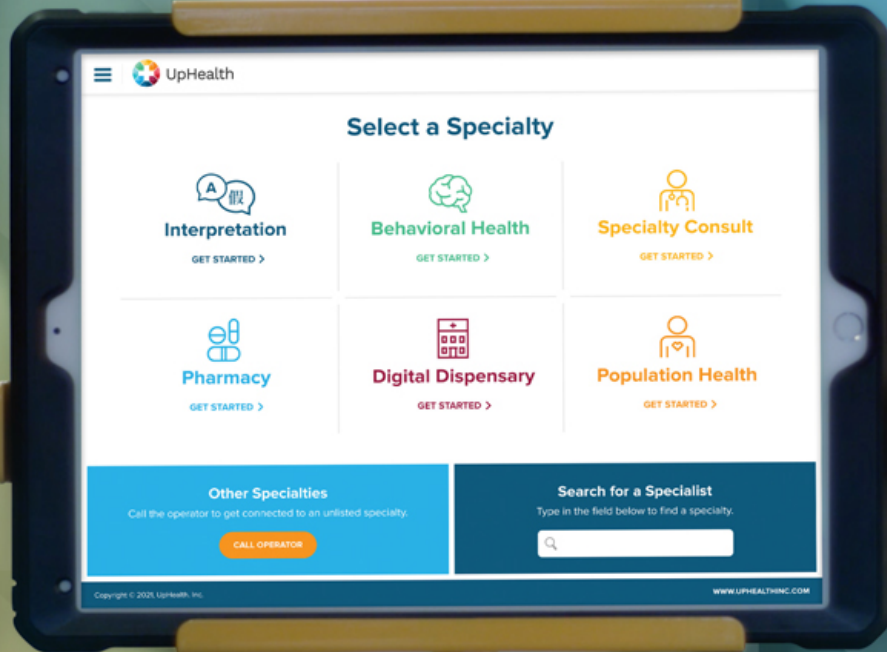 UpHealth
Select a Specialty
A 假
Interpretation
GET STARTED >
Behavioral Health
GET STARTED >
Specialty Consult
GET STARTED >
Pharmacy
GET STARTED >
Digital Dispensary
GET STARTED >
Population Health
GET STARTED >
Other Specialties
Call the operator to get connected to an unlisted specialty.
CALL OPERATOR
Search for a Specialist
Type in the field below to find a specialty.
Copyright © 2021, UpHealth, Inc.
WWW.UPHEALTHINC.COM